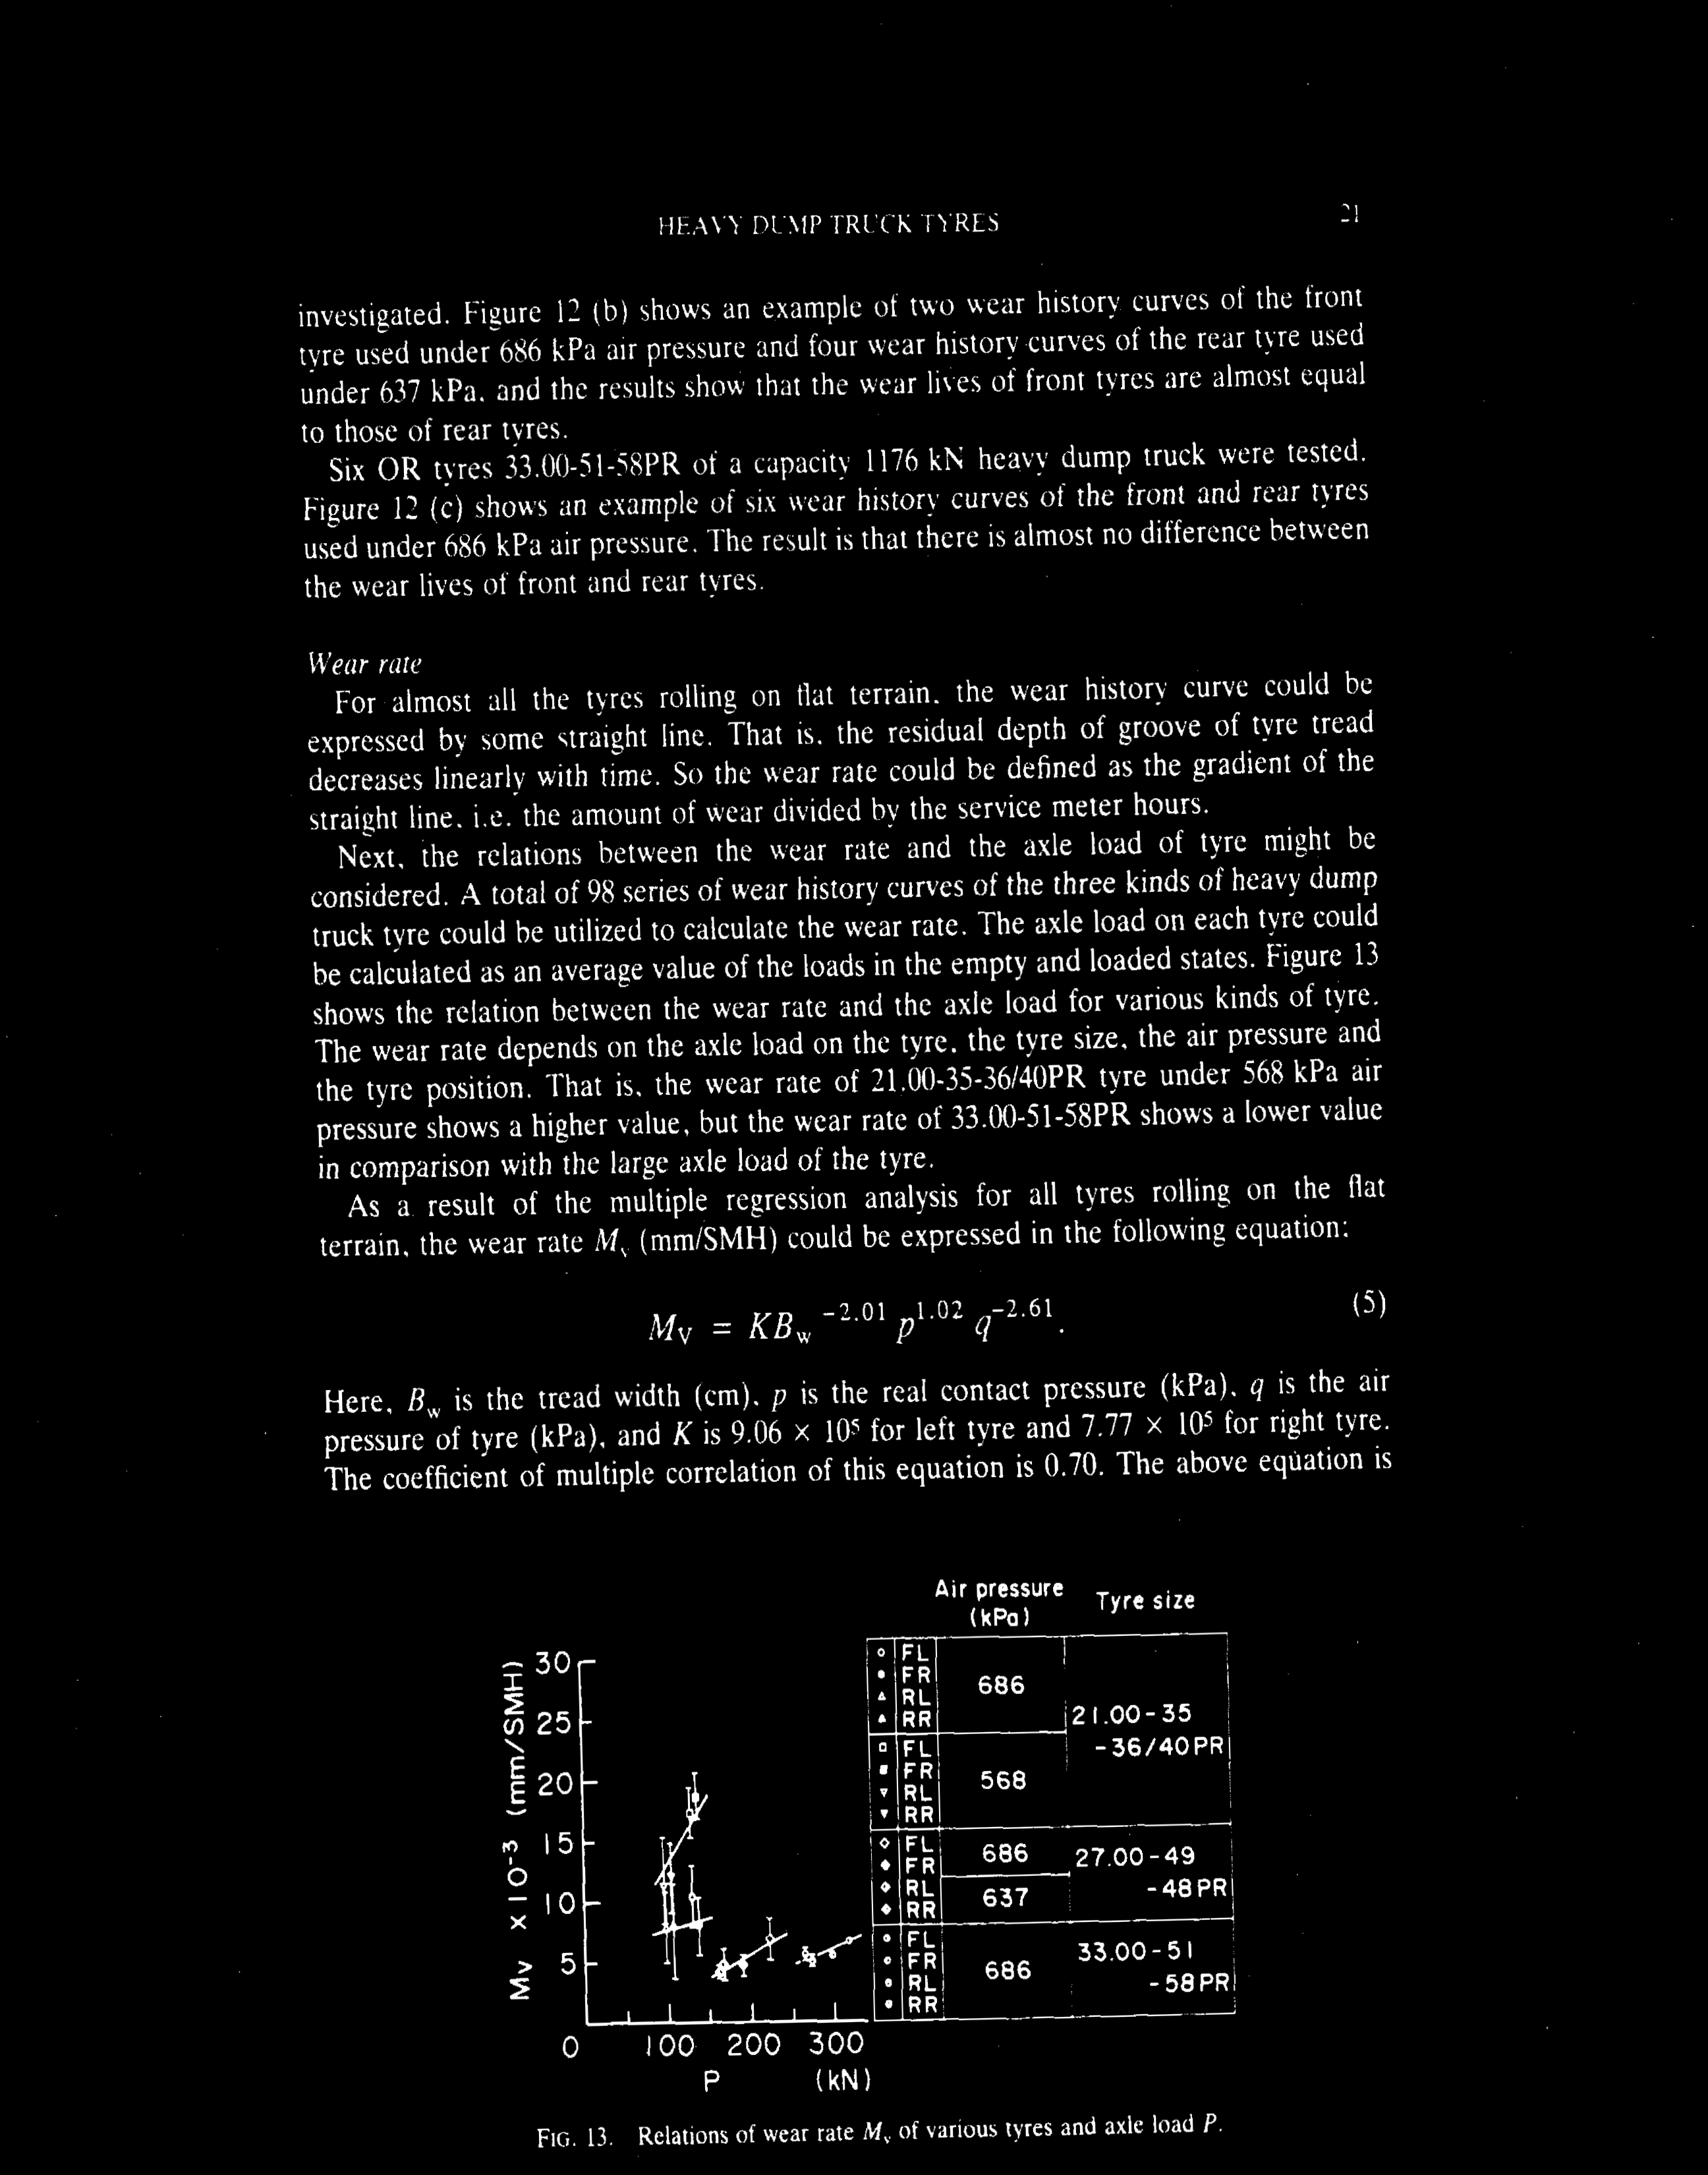 HEAVY DUMP TRUCK TYRES 21
investigated. Figure 12 (b) shows an example of two wear history curves of the front
tyre used under 686 kPa air pressure and four wear history curves of the rear tyre used
under 637 kPa, and the results show that the wear lives of front tyres are almost equal
to those of rear tyres.
Six OR tyres 33.00-51-58PR of a capacity 1176 kN heavy dump truck were tested.
Figure 12 (c) shows an example of six wear history curves of the front and rear tyres
used under 686 kPa air pressure. The result is that there is almost no difference between
the wear lives of front and rear tyres.
Wear rate
For almost all the tyres rolling on flat terrain, the wear history curve could be
expressed by some straight line. That is, the residual depth of groove of tyre tread
decreases linearly with time. So the wear rate could be defined as the gradient of the
straight line, i.e. the amount of wear divided by the service meter hours.
Next, the relations between the wear rate and the axle load of tyre might be
considered. A total of 98 series of wear history curves of the three kinds of heavy dump
truck tyre could be utilized to calculate the wear rate. The axle load on each tyre could
be calculated as an average value of the loads in the empty and loaded states. Figure 13
shows the relation between the wear rate and the axle load for various kinds of tyre.
The wear rate depends on the axle load on the tyre, the tyre size, the air pressure and
the tyre position. That is, the wear rate of 21.00-35-36/40PR tyre under 568 kPa air
pressure shows a higher value, but the wear rate of 33.00-51-58PR shows a lower value
in comparison with the large axle load of the tyre.
As a result of the multiple regression analysis for all tyres rolling on the flat
terrain, the wear rate Mᵥ (mm/SMH) could be expressed in the following equation:
Mᵥ = KB_w^−2.01 p^1.02 q^−2.61. (5)
Here, B_w is the tread width (cm), p is the real contact pressure (kPa), q is the air
pressure of tyre (kPa), and K is 9.06 × 10⁵ for left tyre and 7.77 × 10⁵ for right tyre.
The coefficient of multiple correlation of this equation is 0.70. The above equation is
Air pressure (kPa) Tyre size
FL
FR
RL
RR
686
21.00-35
-36/40PR
FL
FR
RL
RR
568
FL
FR
686
27.00-49
-48PR
RL
RR
637
FL
FR
RL
RR
686
33.00-51
-58PR
Mv ×10⁻³ (mm/SMH)
30
25
20
15
10
5
0 100 200 300
P (kN)
FIG. 13. Relations of wear rate Mᵥ of various tyres and axle load P.